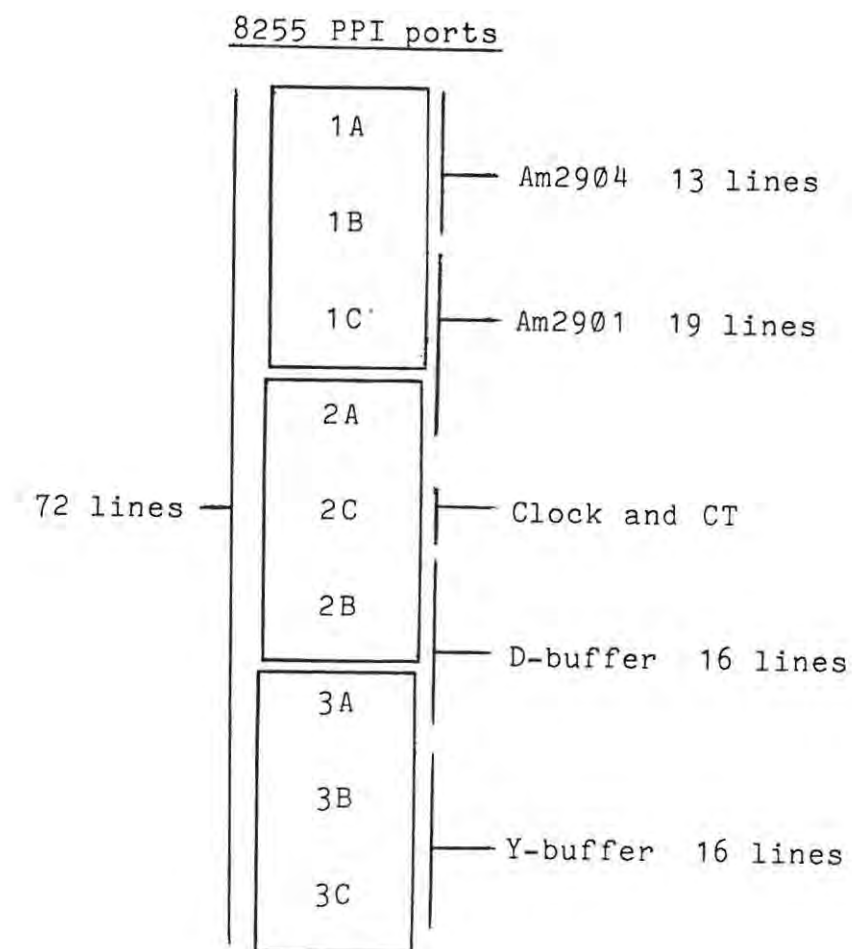 8255 PPI ports
1A
Am2904 13 lines
1B
1C
Am2901 19 lines
2A
72 lines
2C
Clock and CT
2B
D-buffer 16 lines
3A
3B
Y-buffer 16 lines
3C